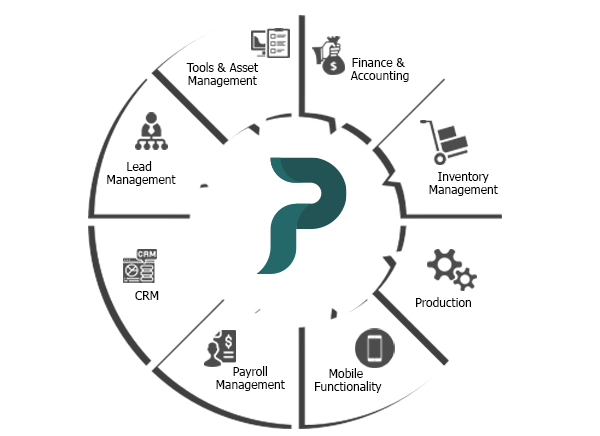 Tools & Asset
Management
Finance &
Accounting
Lead
Management
Inventory
Management
CRM
CRM
Production
Payroll
Management
Mobile
Functionality